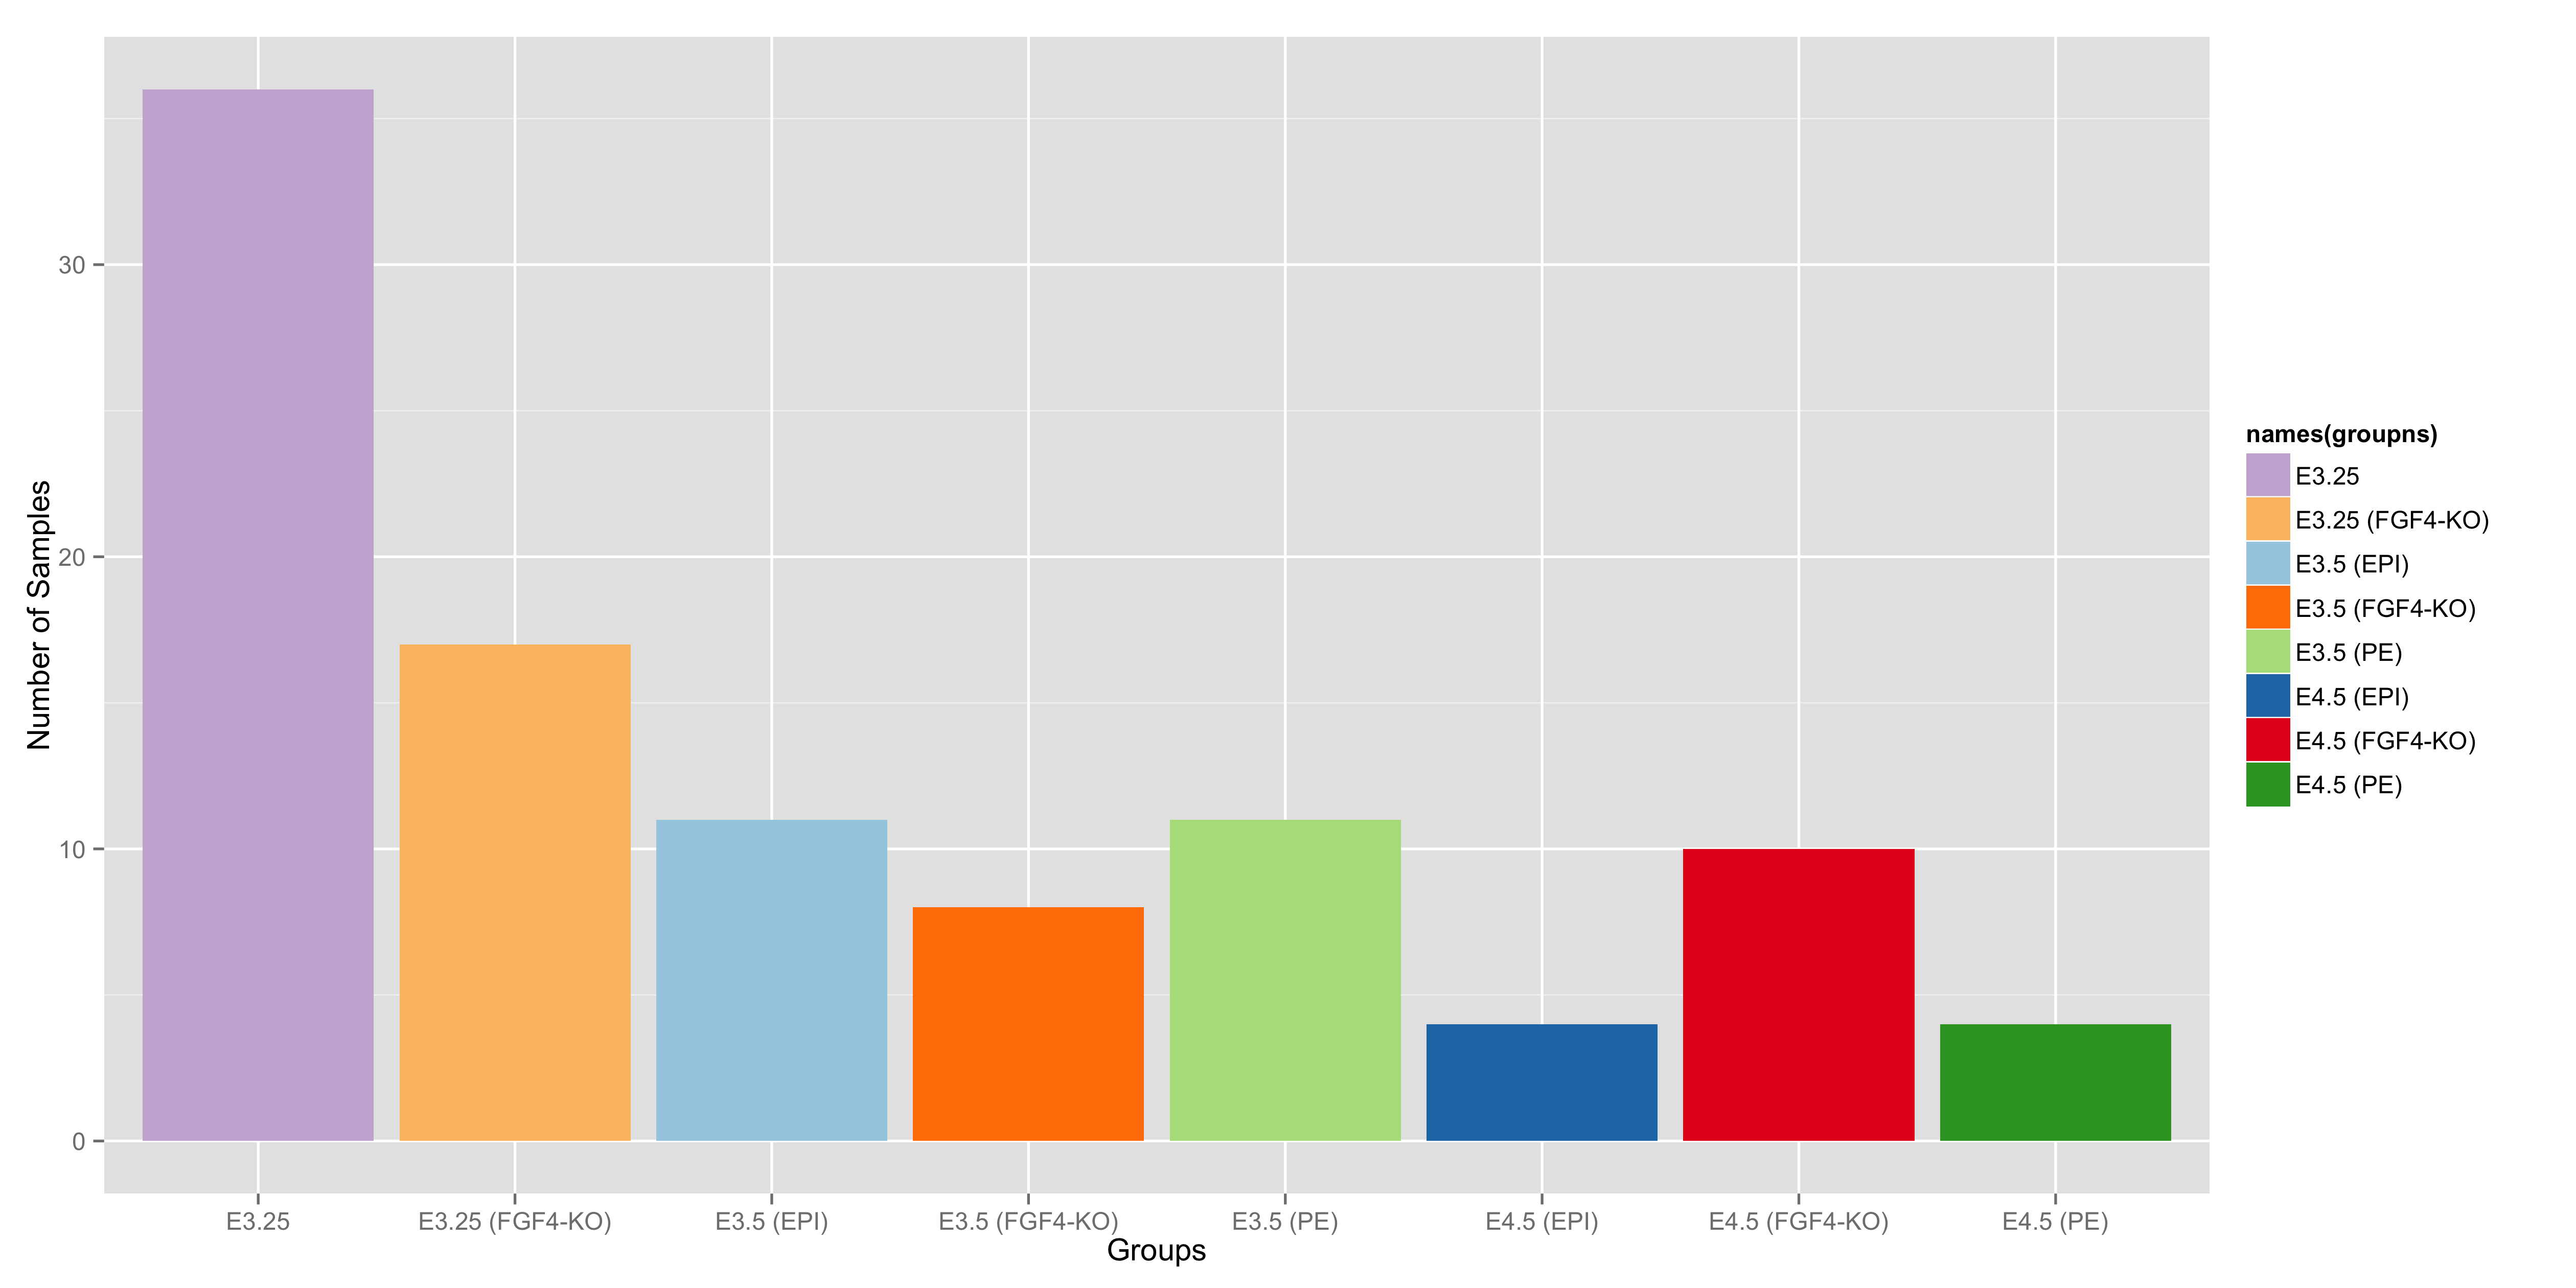 Number of Samples
30
20
10
0
E3.25
E3.25 (FGF4-KO)
E3.5 (EPI)
E3.5 (FGF4-KO)
E3.5 (PE)
E4.5 (EPI)
E4.5 (FGF4-KO)
E4.5 (PE)
Groups
names(groupns)
E3.25
E3.25 (FGF4-KO)
E3.5 (EPI)
E3.5 (FGF4-KO)
E3.5 (PE)
E4.5 (EPI)
E4.5 (FGF4-KO)
E4.5 (PE)